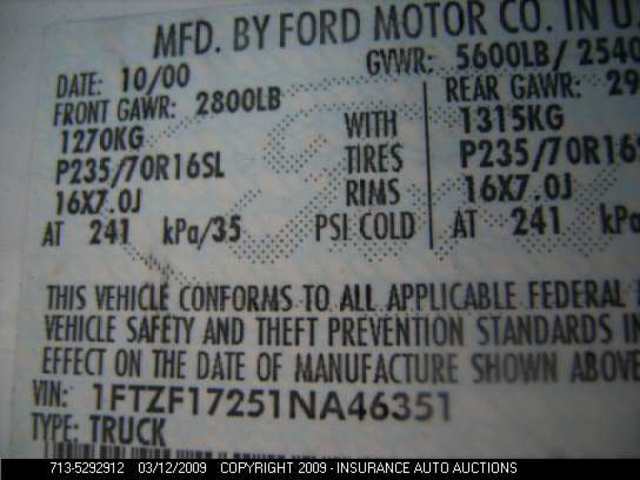 MFD. BY FORD MOTOR CO. IN U
DATE: 10/00 GVWR: 5600LB/ 2540
FRONT GAWR: 2800LB REAR GAWR: 29
1270KG WITH 1315KG
P235/70R16SL TIRES P235/70R16
16X7.0J RIMS 16X7.0J
AT 241 kPa/35 PSI COLD AT 241 kPa
THIS VEHICLE CONFORMS TO ALL APPLICABLE FEDERAL
VEHICLE SAFETY AND THEFT PREVENTION STANDARDS IN
EFFECT ON THE DATE OF MANUFACTURE SHOWN ABOVE
VIN: 1FTZF17251NA46351
TYPE: TRUCK
713-5292912 03/12/2009 COPYRIGHT 2009 - INSURANCE AUTO AUCTIONS